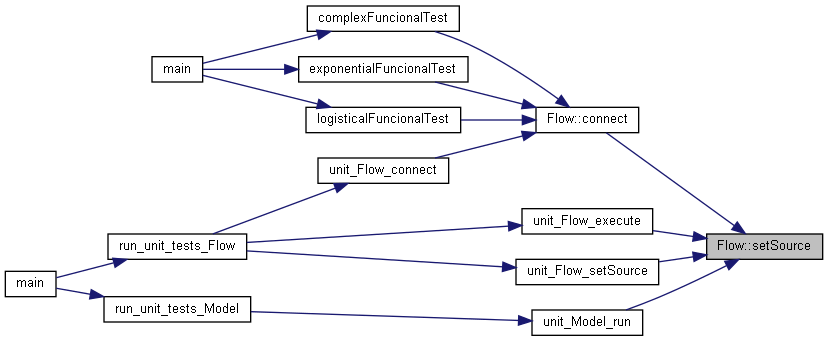 complexFuncionalTest
main
exponentialFuncionalTest
logisticalFuncionalTest
Flow::connect
unit_Flow_connect
unit_Flow_execute
run_unit_tests_Flow
Flow::setSource
unit_Flow_setSource
main
run_unit_tests_Model
unit_Model_run